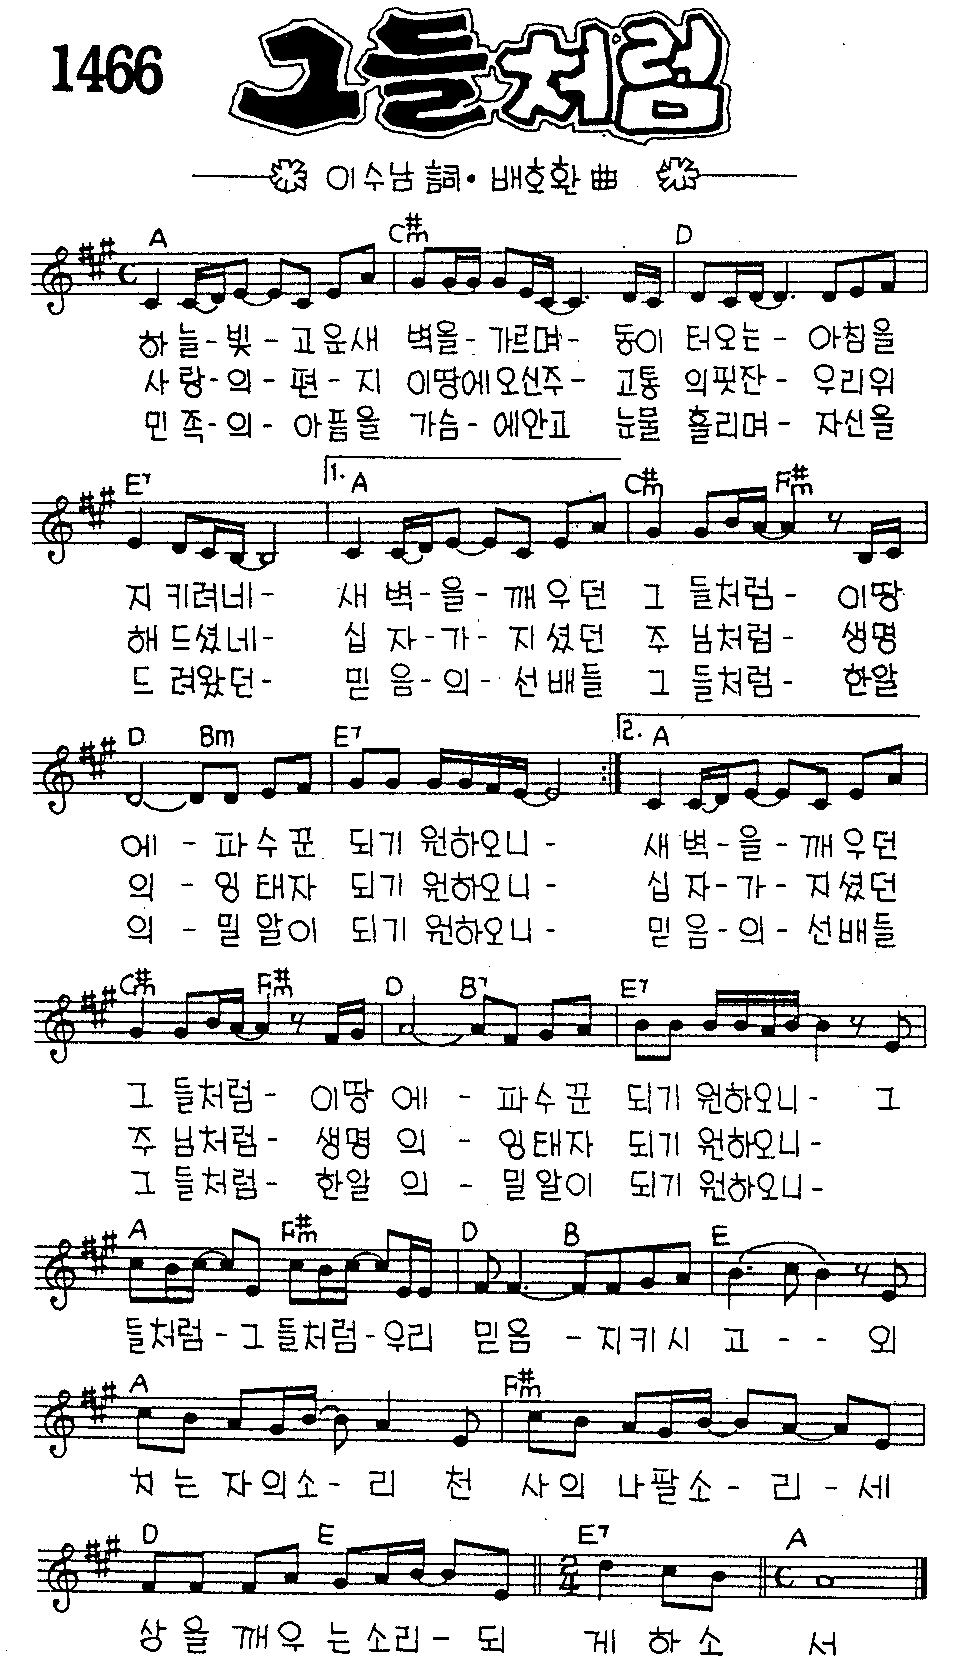 1466
그들처럼
이수남 詞 · 배호환 曲
A C#m D
하 늘 - 빛 - 고 운 새 벽을 - 가르며 - 동이 터오는 - 아침을
사 랑 - 의 - 편 - 지 이땅에오신주 - 고통 의핏잔 - 우리위
민 족 - 의 - 아 픔 을 가슴 - 에안고 눈물 흘리며 - 자신을
E7 1. A C#m F#m
지 키려네 - 새 벽 - 을 - 깨 우 던 그 들처럼 - 이땅
해 드셨네 - 십 자 - 가 - 지 셨 던 주 님처럼 - 생명
드 려왔던 - 믿 음 - 의 - 선 배 들 그 들처럼 - 한알
D Bm E7 2. A
에 - 파 수 꾼 되기 원하오니 - 새 벽 - 을 - 깨 우 던
의 - 잉 태 자 되기 원하오니 - 십 자 - 가 - 지 셨 던
의 - 밀 알 이 되기 원하오니 - 믿 음 - 의 - 선 배 들
C#m F#m D B7 E7
그 들처럼 - 이땅 에 - 파 수 꾼 되기 원하오니 - 그
주 님처럼 - 생명 의 - 잉 태 자 되기 원하오니 -
그 들처럼 - 한알 의 - 밀 알 이 되기 원하오니 -
A F#m D B E
들처럼 - 그 들처럼 - 우리 믿 음 - 지 키 시 고 - - 외
A F#m
치 는 자 의 소 - 리 천 사 의 나 팔 소 - 리 - 세
D E E7 A
상 을 깨 우 는 소 리 - 되 게 하 소 서